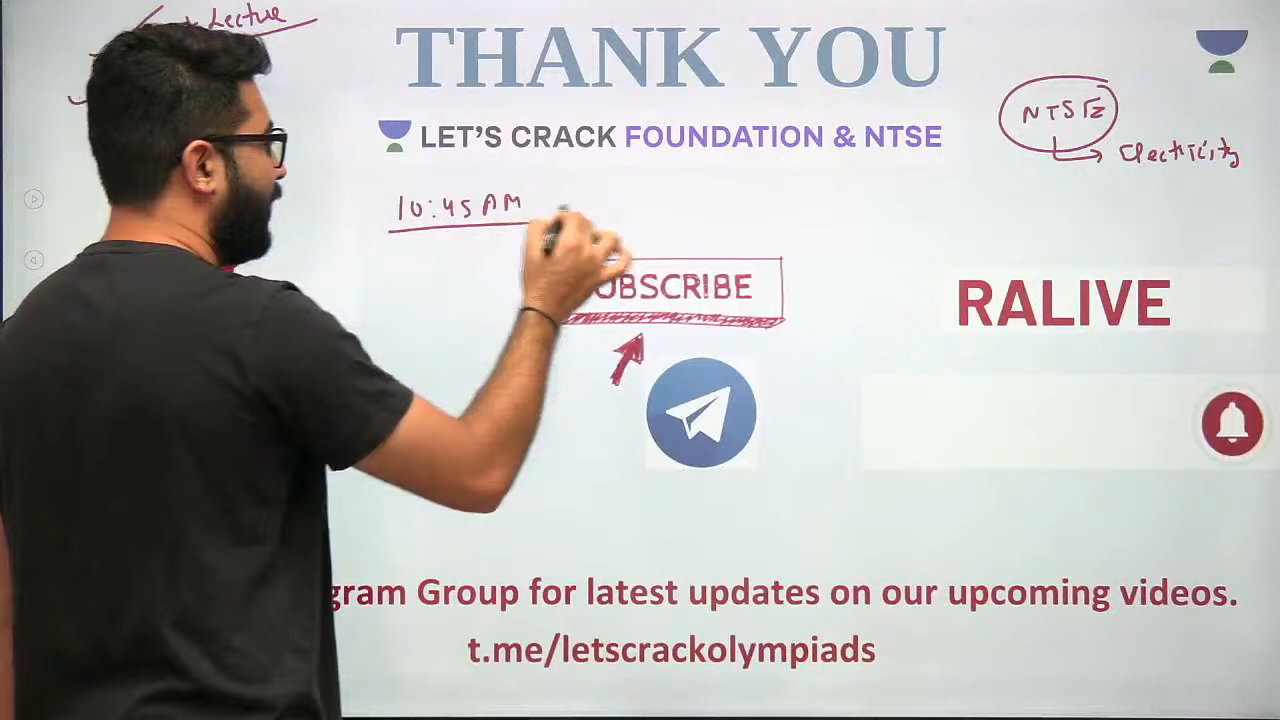 Lecture
THANK YOU
LET'S CRACK FOUNDATION & NTSE
NTSE
Electricity
10:45 AM
UBSCRIBE
RALIVE
gram Group for latest updates on our upcoming videos.
t.me/letscrackolympiads